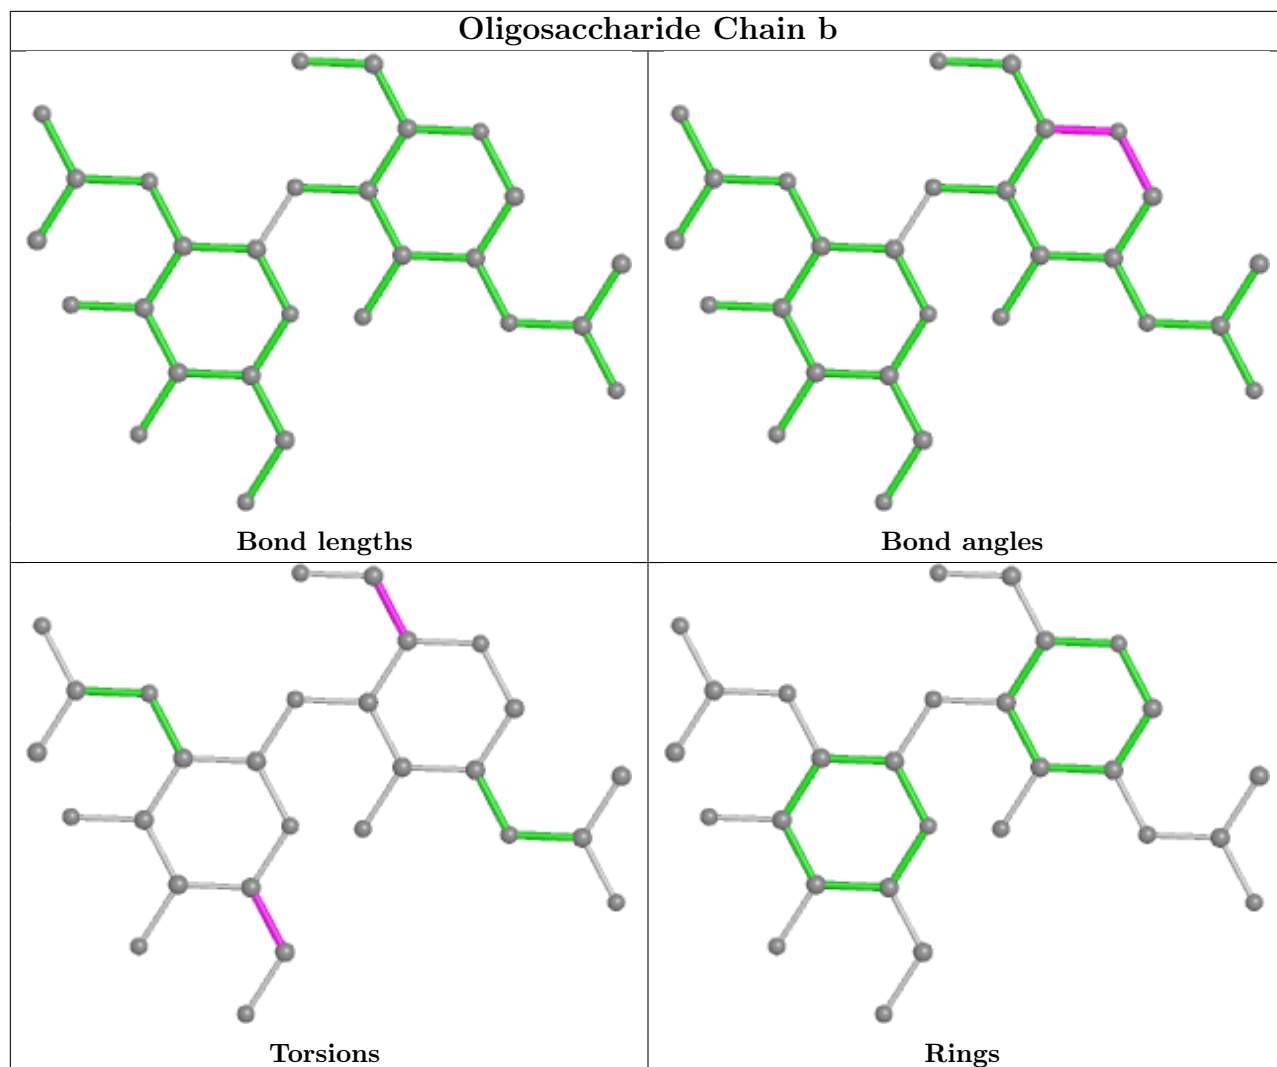 Oligosaccharide Chain b
Bond lengths
Bond angles
Torsions
Rings